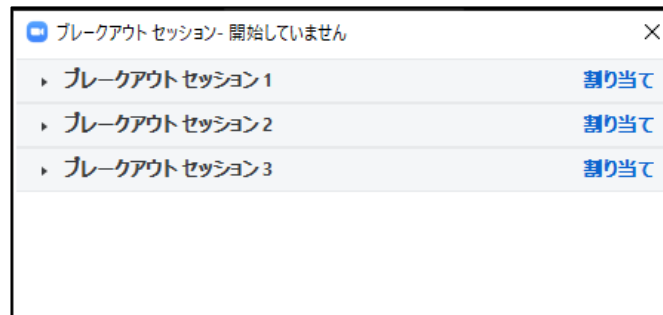 ブレークアウト セッション- 開始していません
ブレークアウト セッション 1 割り当て
ブレークアウト セッション 2 割り当て
ブレークアウト セッション 3 割り当て